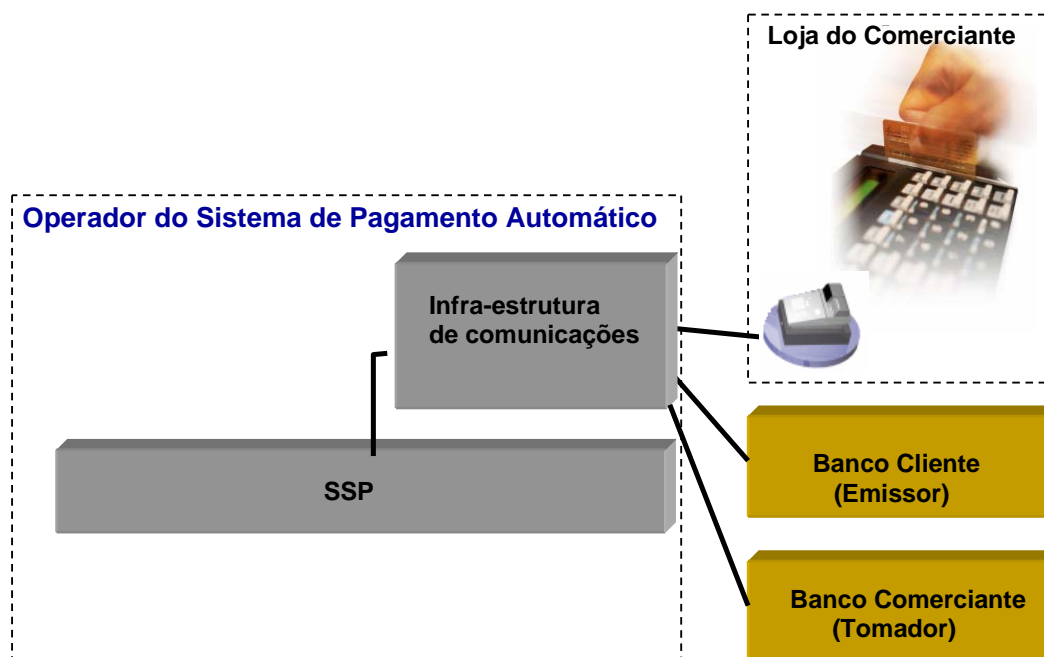 Loja do Comerciante
Operador do Sistema de Pagamento Automático
Infra-estrutura
de comunicações
SSP
Banco Cliente
(Emissor)
Banco Comerciante
(Tomador)